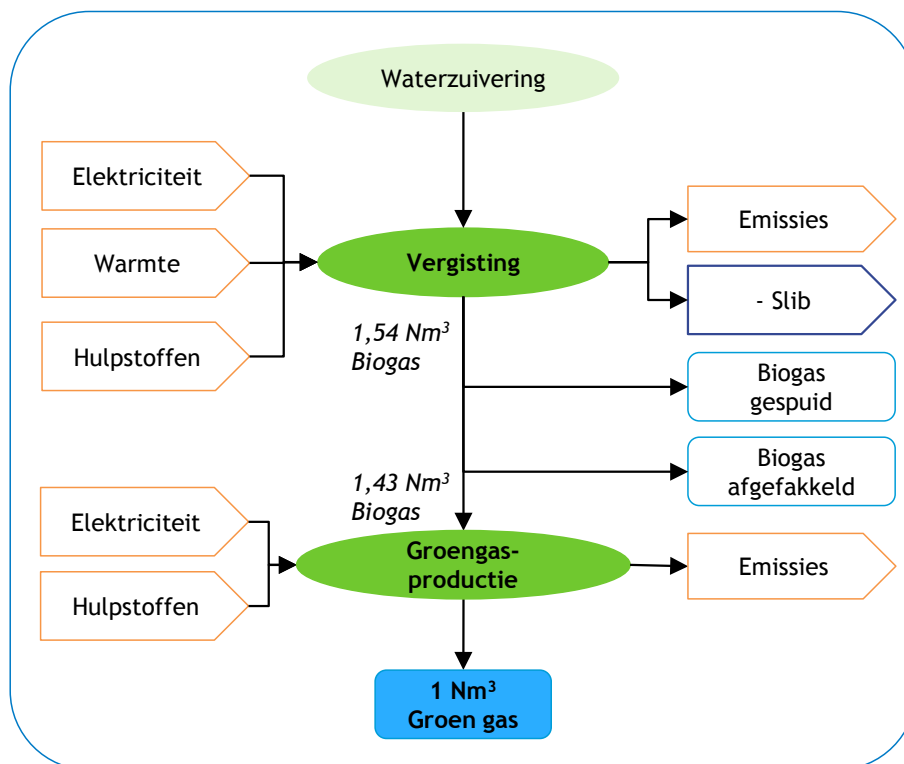 Waterzuivering
Elektriciteit
Warmte
Hulpstoffen
Vergisting
Emissies
- Slib
1,54 Nm³
Biogas
Biogas
gespuid
Biogas
afgefakkeld
1,43 Nm³
Biogas
Elektriciteit
Hulpstoffen
Groengas-
productie
Emissies
1 Nm³
Groen gas